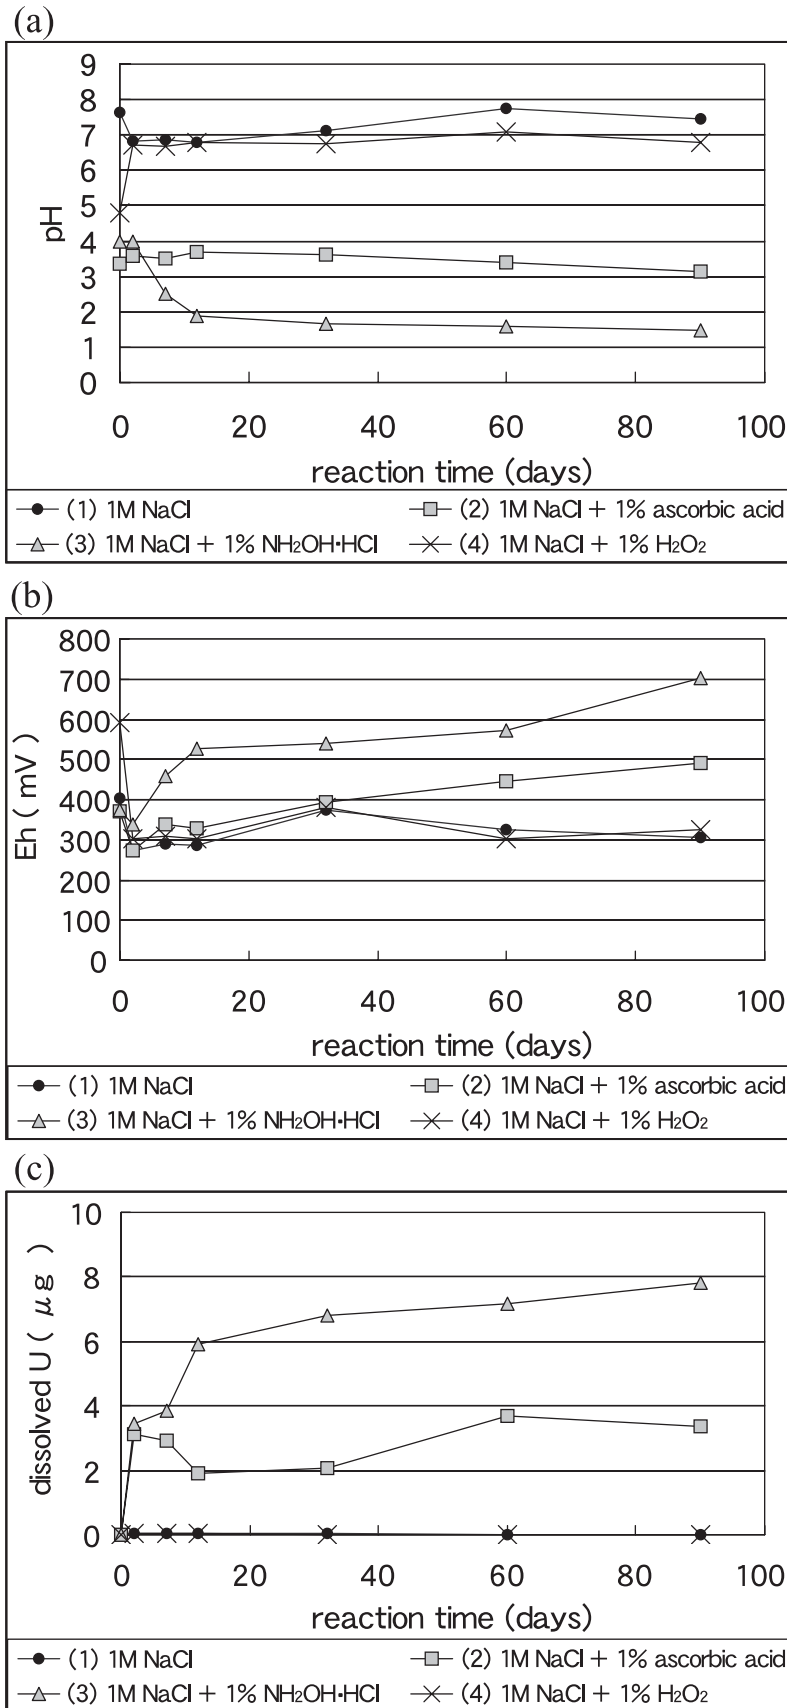 (a)
9
8
7
6
5
4
3
2
1
0
pH
0 20 40 60 80 100
reaction time (days)
(1) 1M NaCl (2) 1M NaCl + 1% ascorbic acid
(3) 1M NaCl + 1% NH₂OH·HCl (4) 1M NaCl + 1% H₂O₂
(b)
800
700
600
500
400
300
200
100
0
Eh ( mV )
0 20 40 60 80 100
reaction time (days)
(1) 1M NaCl (2) 1M NaCl + 1% ascorbic acid
(3) 1M NaCl + 1% NH₂OH·HCl (4) 1M NaCl + 1% H₂O₂
(c)
10
8
6
4
2
0
dissolved U ( μg )
0 20 40 60 80 100
reaction time (days)
(1) 1M NaCl (2) 1M NaCl + 1% ascorbic acid
(3) 1M NaCl + 1% NH₂OH·HCl (4) 1M NaCl + 1% H₂O₂